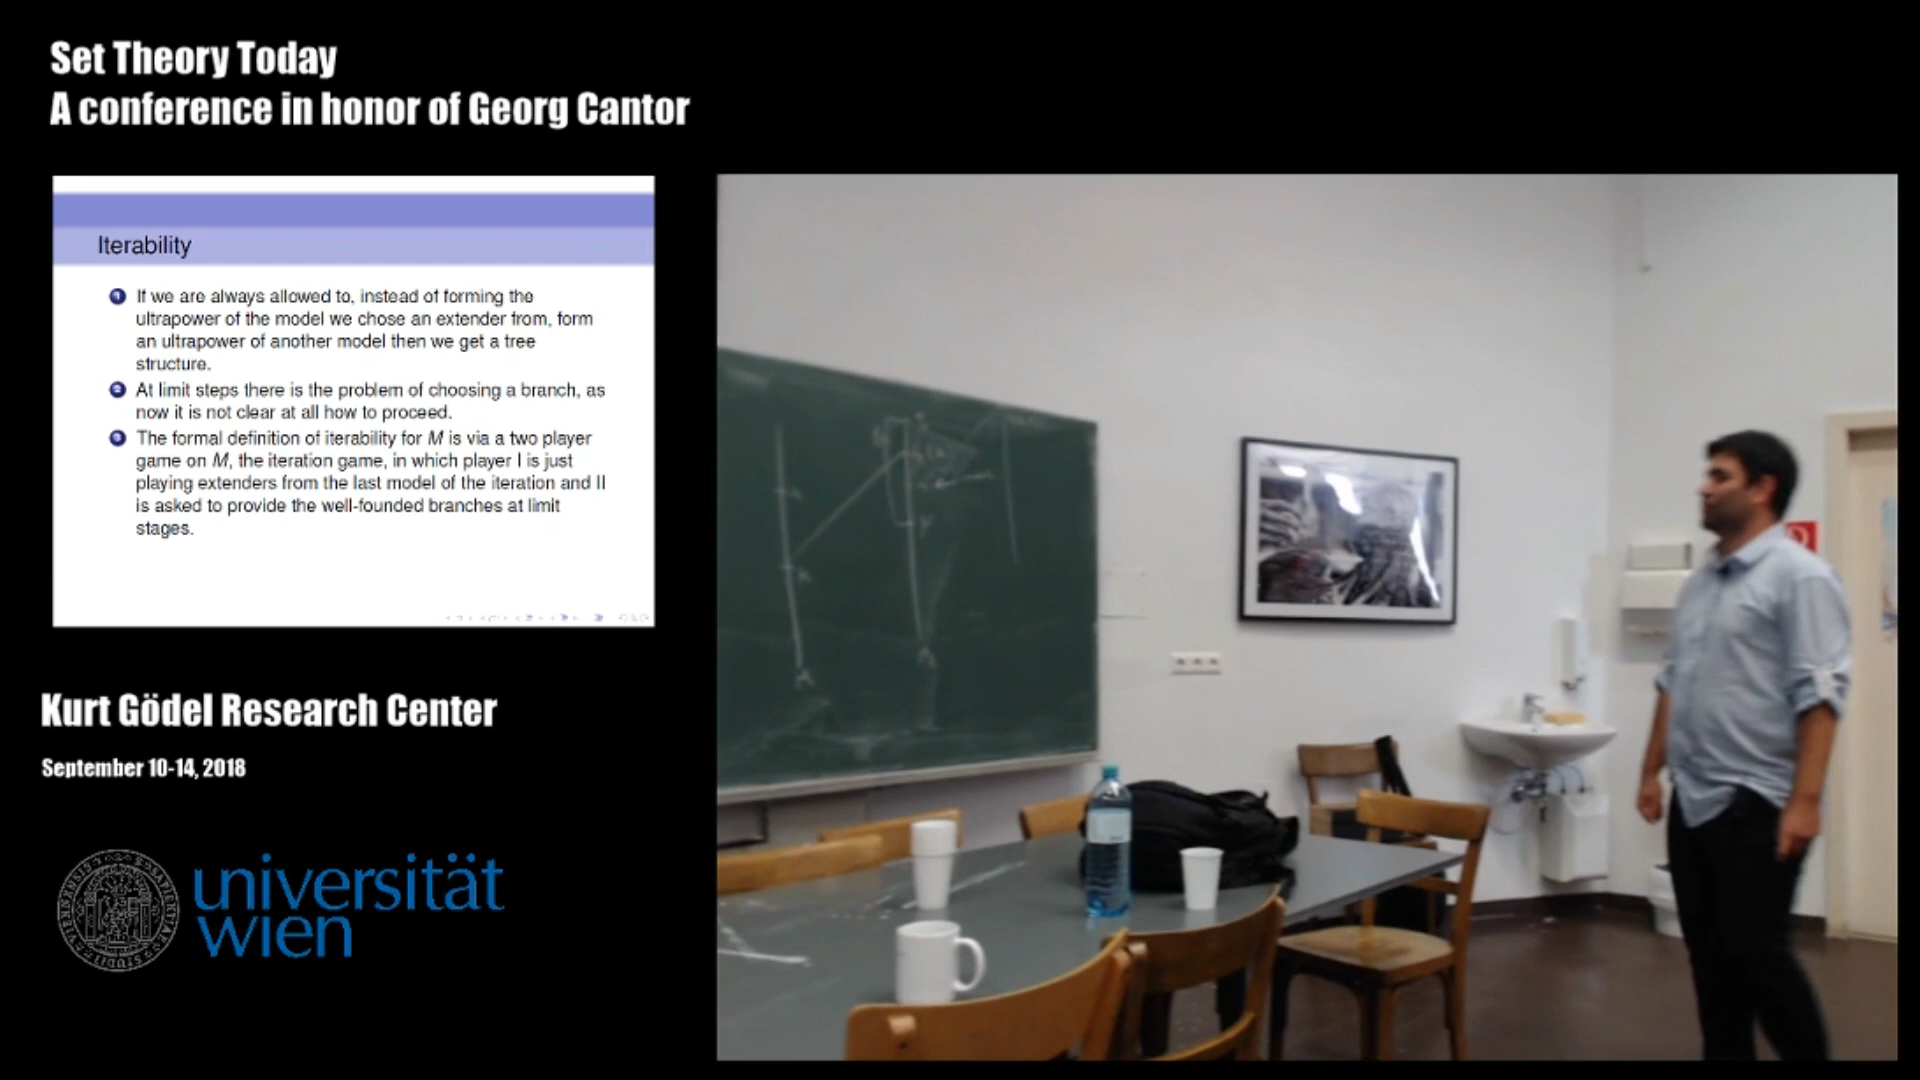 Set Theory Today
A conference in honor of Georg Cantor
Iterability
1 If we are always allowed to, instead of forming the
ultrapower of the model we chose an extender from, form
an ultrapower of another model then we get a tree
structure.
2 At limit steps there is the problem of choosing a branch, as
now it is not clear at all how to proceed.
3 The formal definition of iterability for M is via a two player
game on M, the iteration game, in which player I is just
playing extenders from the last model of the iteration and II
is asked to provide the well-founded branches at limit
stages.
Kurt Gödel Research Center
September 10-14, 2018
universität
wien